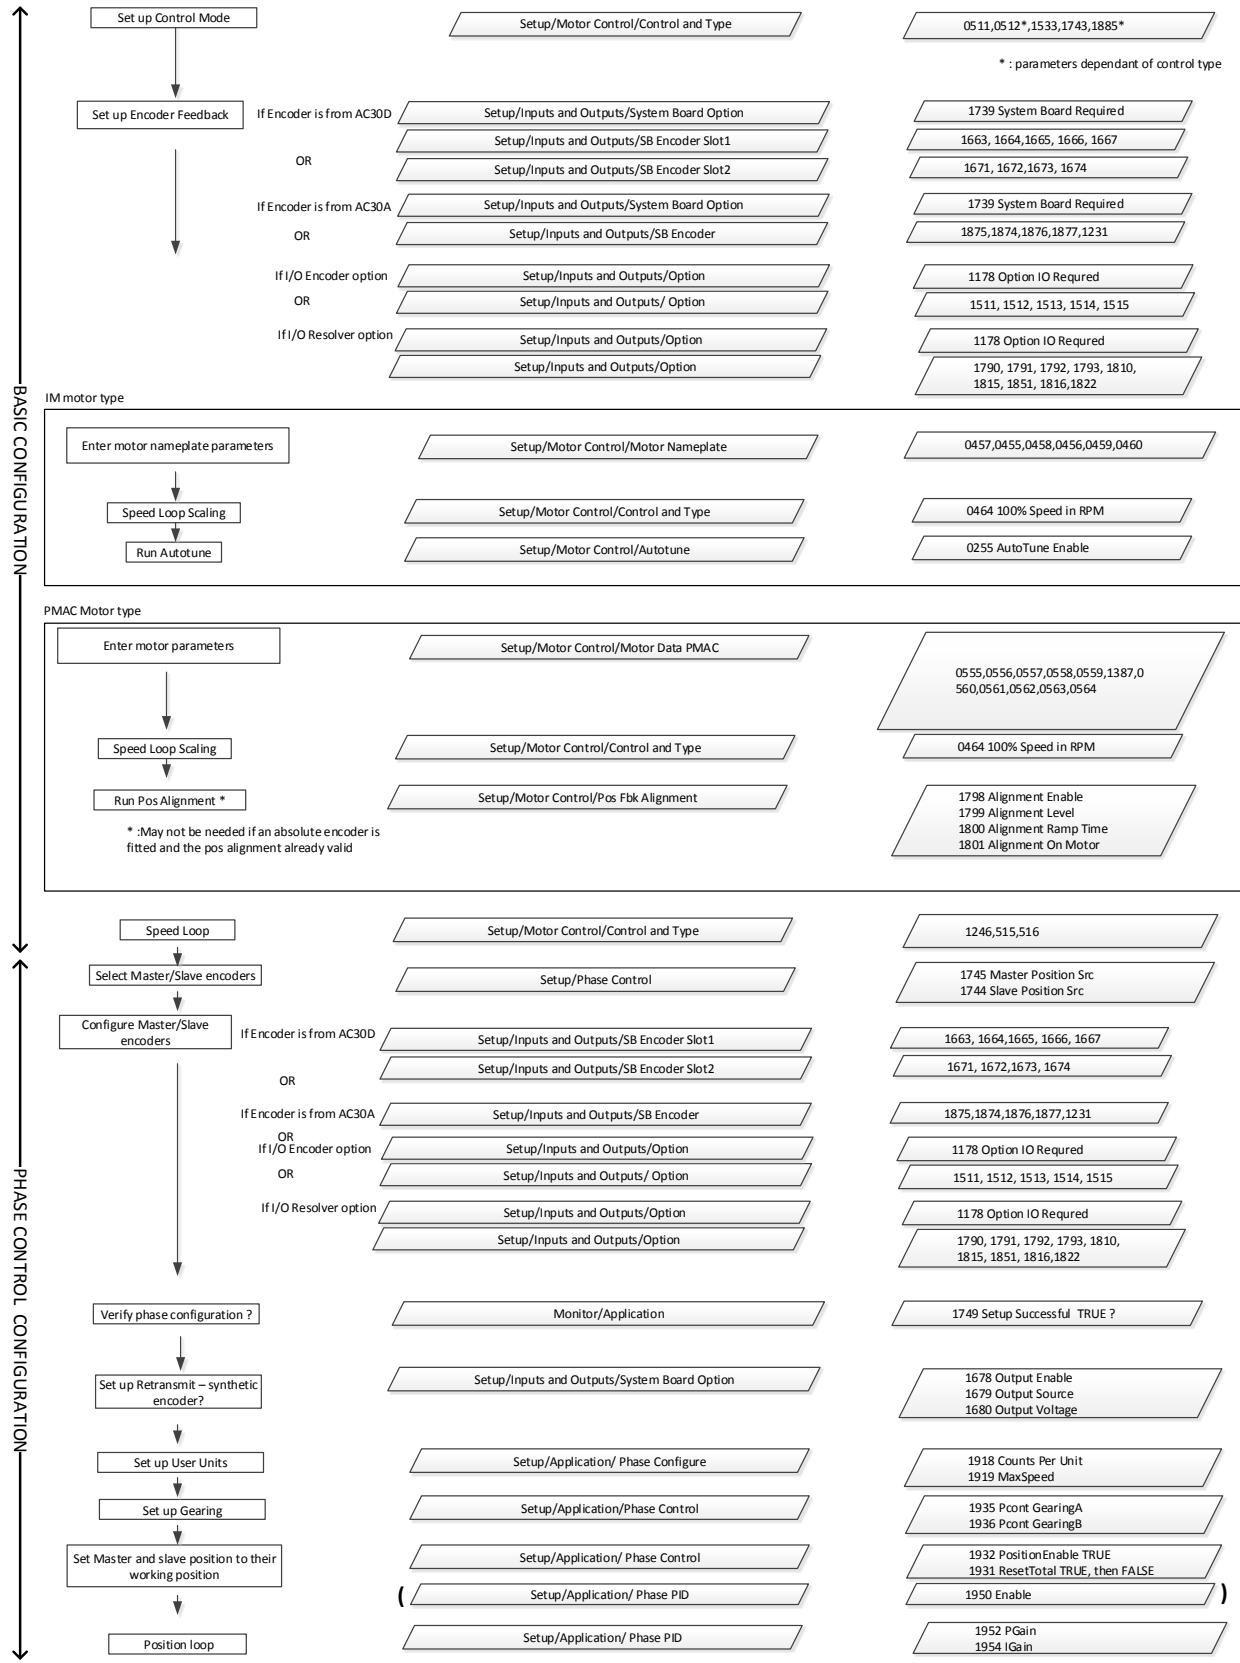 Set up Control Mode
Setup/Motor Control/Control and Type
0511,0512*,1533,1743,1885*
* : parameters dependant of control type
Set up Encoder Feedback
If Encoder is from AC30D
Setup/Inputs and Outputs/System Board Option
1739 System Board Required
Setup/Inputs and Outputs/SB Encoder Slot1
1663, 1664,1665, 1666, 1667
OR
Setup/Inputs and Outputs/SB Encoder Slot2
1671, 1672,1673, 1674
If Encoder is from AC30A
Setup/Inputs and Outputs/System Board Option
1739 System Board Required
OR
Setup/Inputs and Outputs/SB Encoder
1875,1874,1876,1877,1231
If I/O Encoder option
Setup/Inputs and Outputs/Option
1178 Option IO Requred
OR
Setup/Inputs and Outputs/ Option
1511, 1512, 1513, 1514, 1515
If I/O Resolver option
Setup/Inputs and Outputs/Option
1178 Option IO Requred
Setup/Inputs and Outputs/Option
1790, 1791, 1792, 1793, 1810,
1815, 1851, 1816,1822
BASIC CONFIGURATION
IM motor type
Enter motor nameplate parameters
Setup/Motor Control/Motor Nameplate
0457,0455,0458,0456,0459,0460
Speed Loop Scaling
Setup/Motor Control/Control and Type
0464 100% Speed in RPM
Run Autotune
Setup/Motor Control/Autotune
0255 AutoTune Enable
PMAC Motor type
Enter motor parameters
Setup/Motor Control/Motor Data PMAC
0555,0556,0557,0558,0559,1387,0
560,0561,0562,0563,0564
Speed Loop Scaling
Setup/Motor Control/Control and Type
0464 100% Speed in RPM
Run Pos Alignment *
Setup/Motor Control/Pos Fbk Alignment
1798 Alignment Enable
1799 Alignment Level
1800 Alignment Ramp Time
1801 Alignment On Motor
* :May not be needed if an absolute encoder is
fitted and the pos alignment already valid
Speed Loop
Setup/Motor Control/Control and Type
1246,515,516
Select Master/Slave encoders
Setup/Phase Control
1745 Master Position Src
1744 Slave Position Src
Configure Master/Slave
encoders
If Encoder is from AC30D
Setup/Inputs and Outputs/SB Encoder Slot1
1663, 1664,1665, 1666, 1667
Setup/Inputs and Outputs/SB Encoder Slot2
1671, 1672,1673, 1674
OR
If Encoder is from AC30A
Setup/Inputs and Outputs/SB Encoder
1875,1874,1876,1877,1231
OR
If I/O Encoder option
Setup/Inputs and Outputs/Option
1178 Option IO Requred
OR
Setup/Inputs and Outputs/ Option
1511, 1512, 1513, 1514, 1515
If I/O Resolver option
Setup/Inputs and Outputs/Option
1178 Option IO Requred
Setup/Inputs and Outputs/Option
1790, 1791, 1792, 1793, 1810,
1815, 1851, 1816,1822
PHASE CONTROL CONFIGURATION
Verify phase configuration ?
Monitor/Application
1749 Setup Successful TRUE ?
Set up Retransmit – synthetic
encoder?
Setup/Inputs and Outputs/System Board Option
1678 Output Enable
1679 Output Source
1680 Output Voltage
Set up User Units
Setup/Application/ Phase Configure
1918 Counts Per Unit
1919 MaxSpeed
Set up Gearing
Setup/Application/Phase Control
1935 Pcont GearingA
1936 Pcont GearingB
Set Master and slave position to their
working position
Setup/Application/ Phase Control
1932 PositionEnable TRUE
1931 ResetTotal TRUE, then FALSE
( Setup/Application/ Phase PID
1950 Enable )
Position loop
Setup/Application/ Phase PID
1952 PGain
1954 IGain